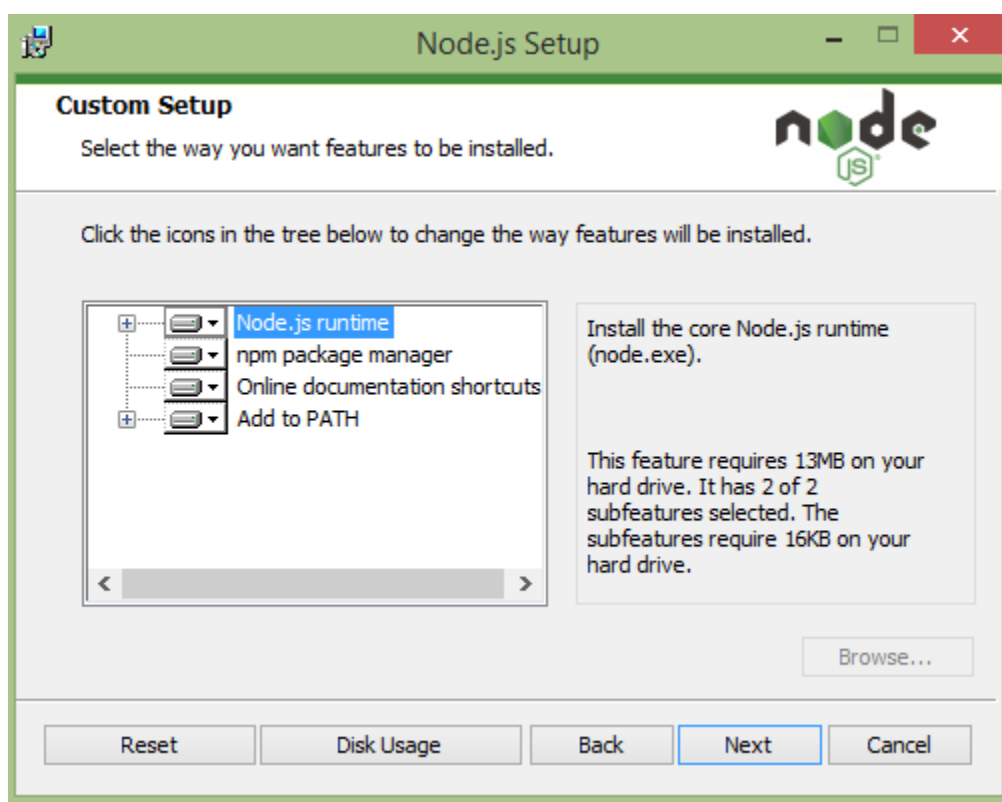 Node.js Setup
Custom Setup
Select the way you want features to be installed.
node
JS
Click the icons in the tree below to change the way features will be installed.
Node.js runtime
npm package manager
Online documentation shortcuts
Add to PATH
Install the core Node.js runtime
(node.exe).
This feature requires 13MB on your
hard drive. It has 2 of 2
subfeatures selected. The
subfeatures require 16KB on your
hard drive.
Browse...
Reset
Disk Usage
Back
Next
Cancel